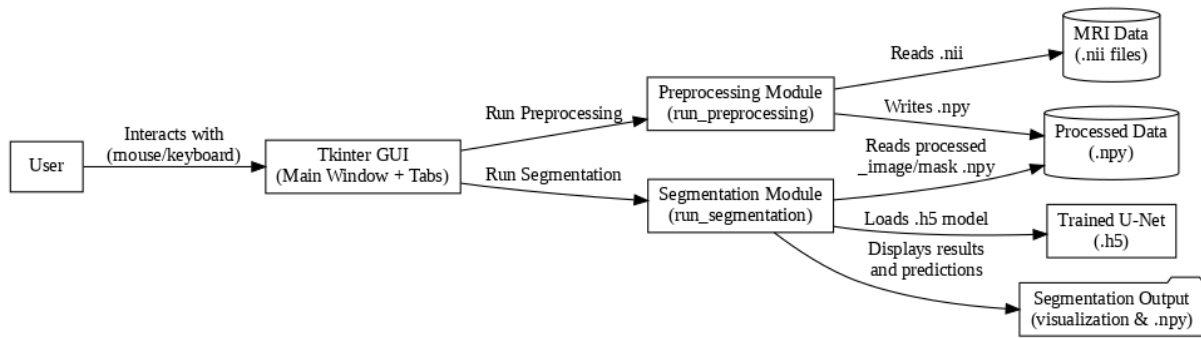 User
Interacts with
(mouse/keyboard)
Tkinter GUI
(Main Window + Tabs)
Run Preprocessing
Run Segmentation
Preprocessing Module
(run_preprocessing)
Segmentation Module
(run_segmentation)
Reads .nii
Writes .npy
Reads processed
_image/mask .npy
Loads .h5 model
Displays results
and predictions
MRI Data
(.nii files)
Processed Data
(.npy)
Trained U-Net
(.h5)
Segmentation Output
(visualization & .npy)